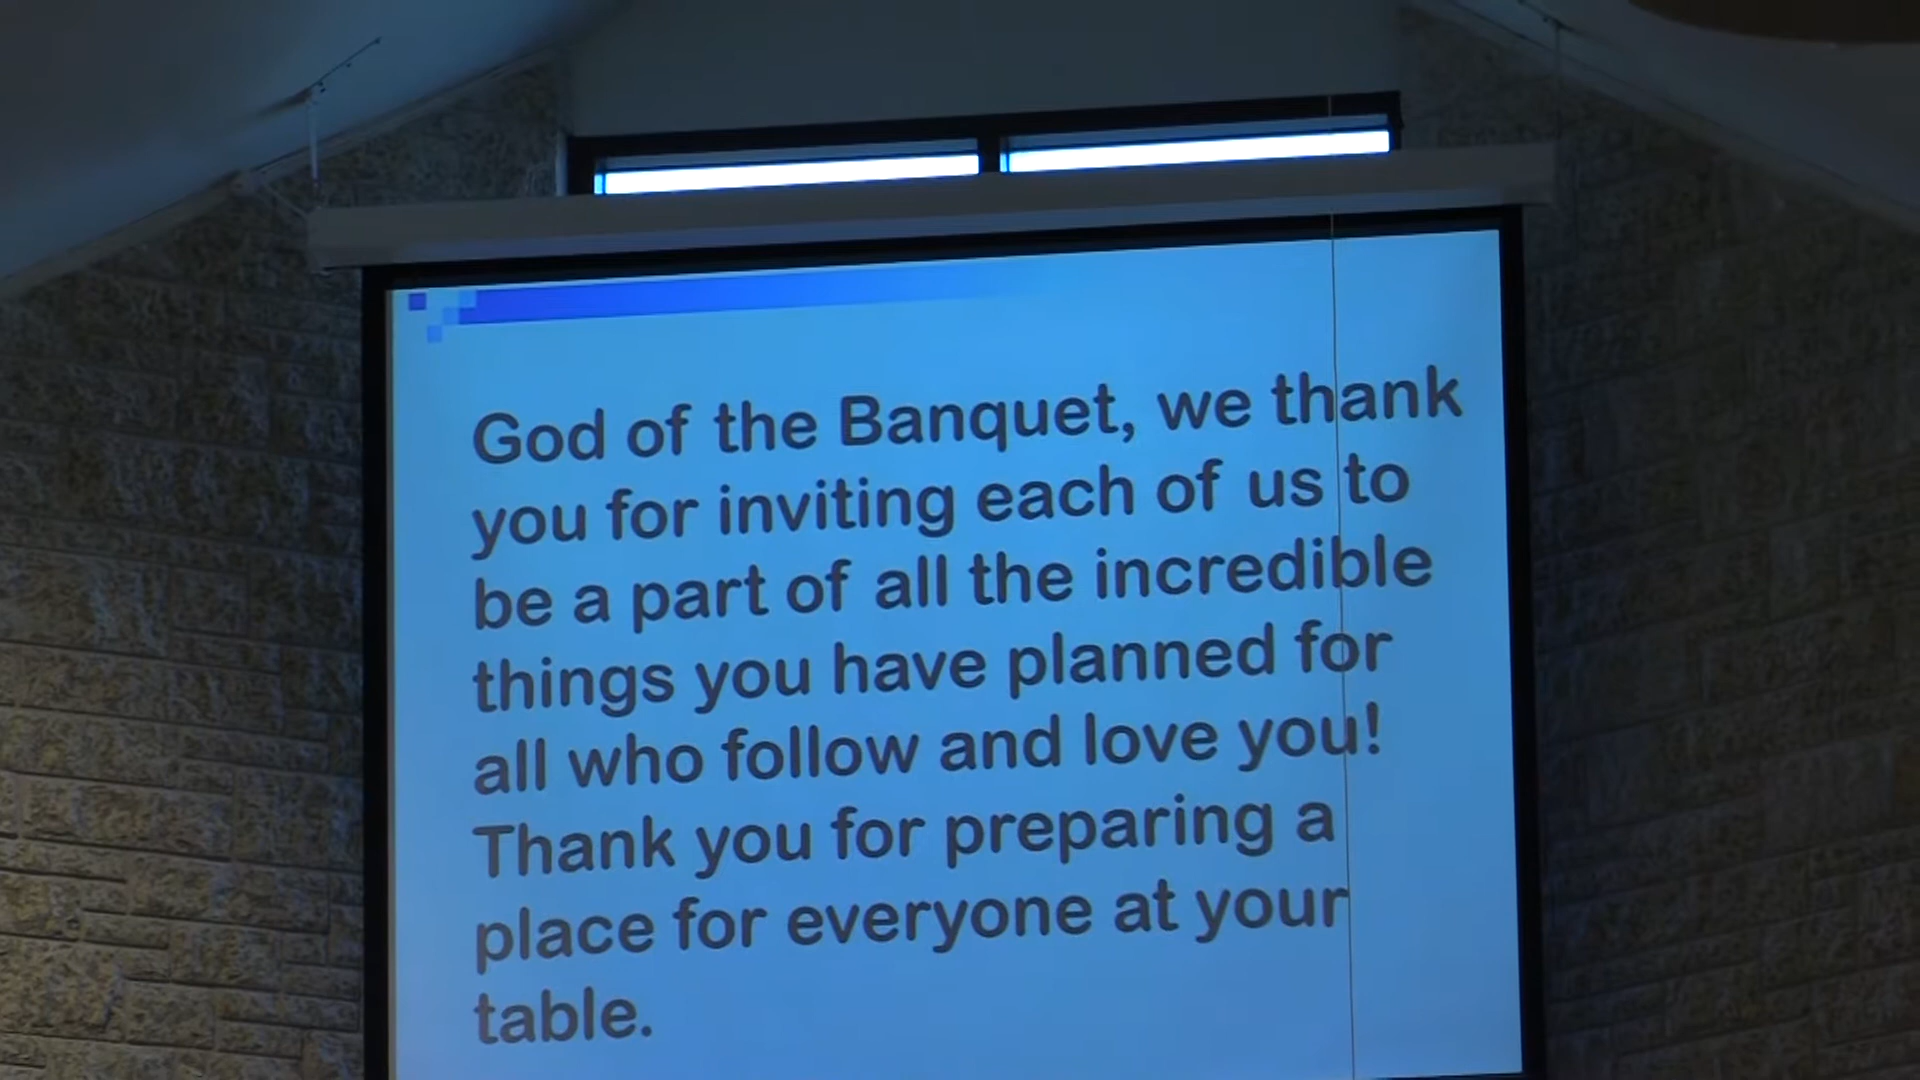 God of the Banquet, we thank
you for inviting each of us to
be a part of all the incredible
things you have planned for
all who follow and love you!
Thank you for preparing a
place for everyone at your
table.